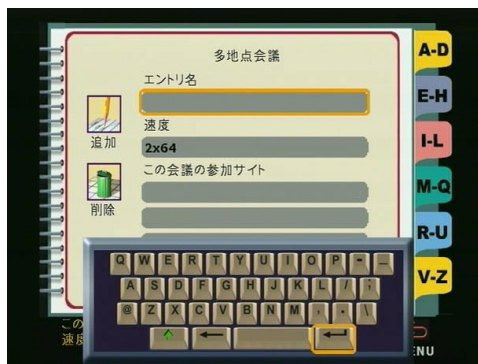 多地点会議
エントリ名
速度
2x64
この会議の参加サイト
追加
削除
A-D
E-H
I-L
M-Q
R-U
V-Z
Q W E R T Y U I O P - _
A S D F G H J K L / ;
@ Z X C V B N M , . \
この
速度
NU